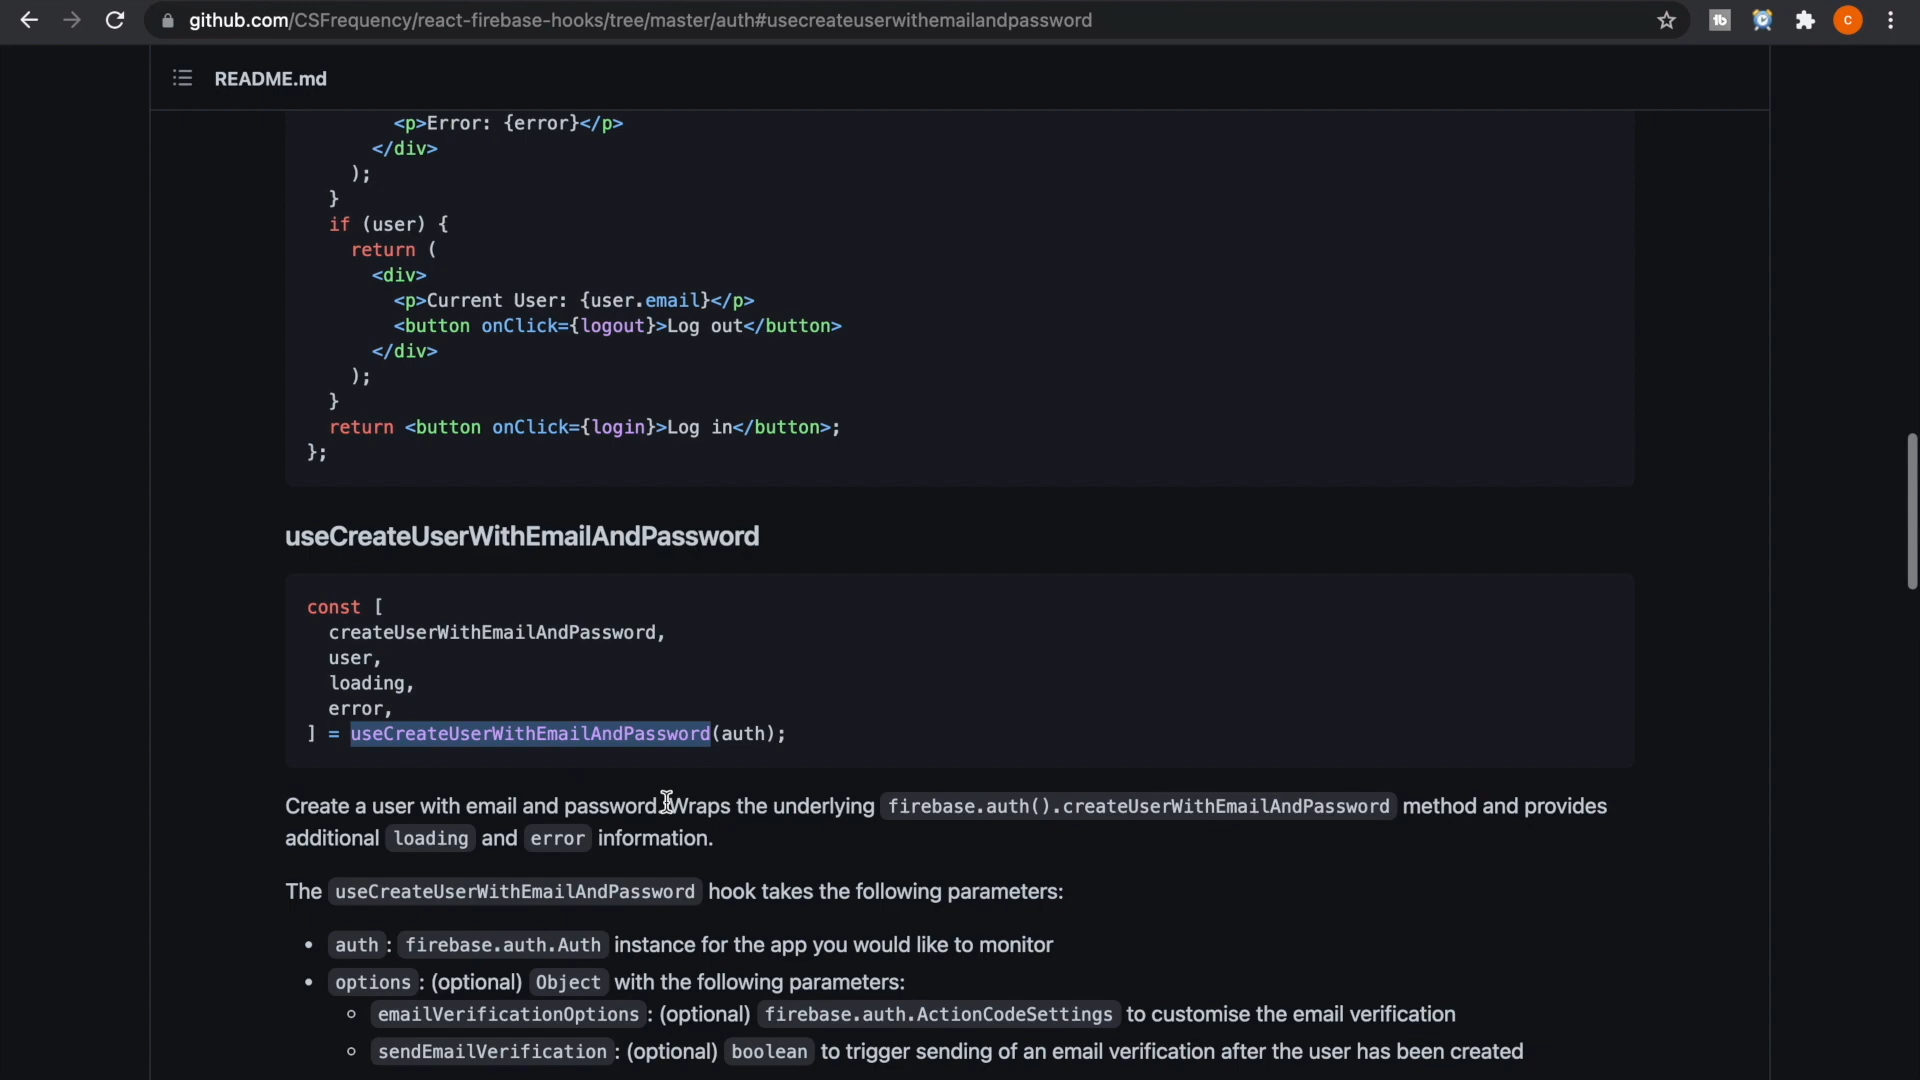 github.com/CSFrequency/react-firebase-hooks/tree/master/auth#usecreateuserwithemailandpassword
tb
C
README.md
<p>Error: {error}</p>
</div>
);
}
if (user) {
return (
<div>
<p>Current User: {user.email}</p>
<button onClick={logout}>Log out</button>
</div>
);
}
return <button onClick={login}>Log in</button>;
};
useCreateUserWithEmailAndPassword
const [
createUserWithEmailAndPassword,
user,
loading,
error,
] = useCreateUserWithEmailAndPassword(auth);
Create a user with email and password. Wraps the underlying firebase.auth().createUserWithEmailAndPassword method and provides
additional loading and error information.
The useCreateUserWithEmailAndPassword hook takes the following parameters:
• auth: firebase.auth.Auth instance for the app you would like to monitor
• options: (optional) Object with the following parameters:
◦ emailVerificationOptions: (optional) firebase.auth.ActionCodeSettings to customise the email verification
◦ sendEmailVerification: (optional) boolean to trigger sending of an email verification after the user has been created